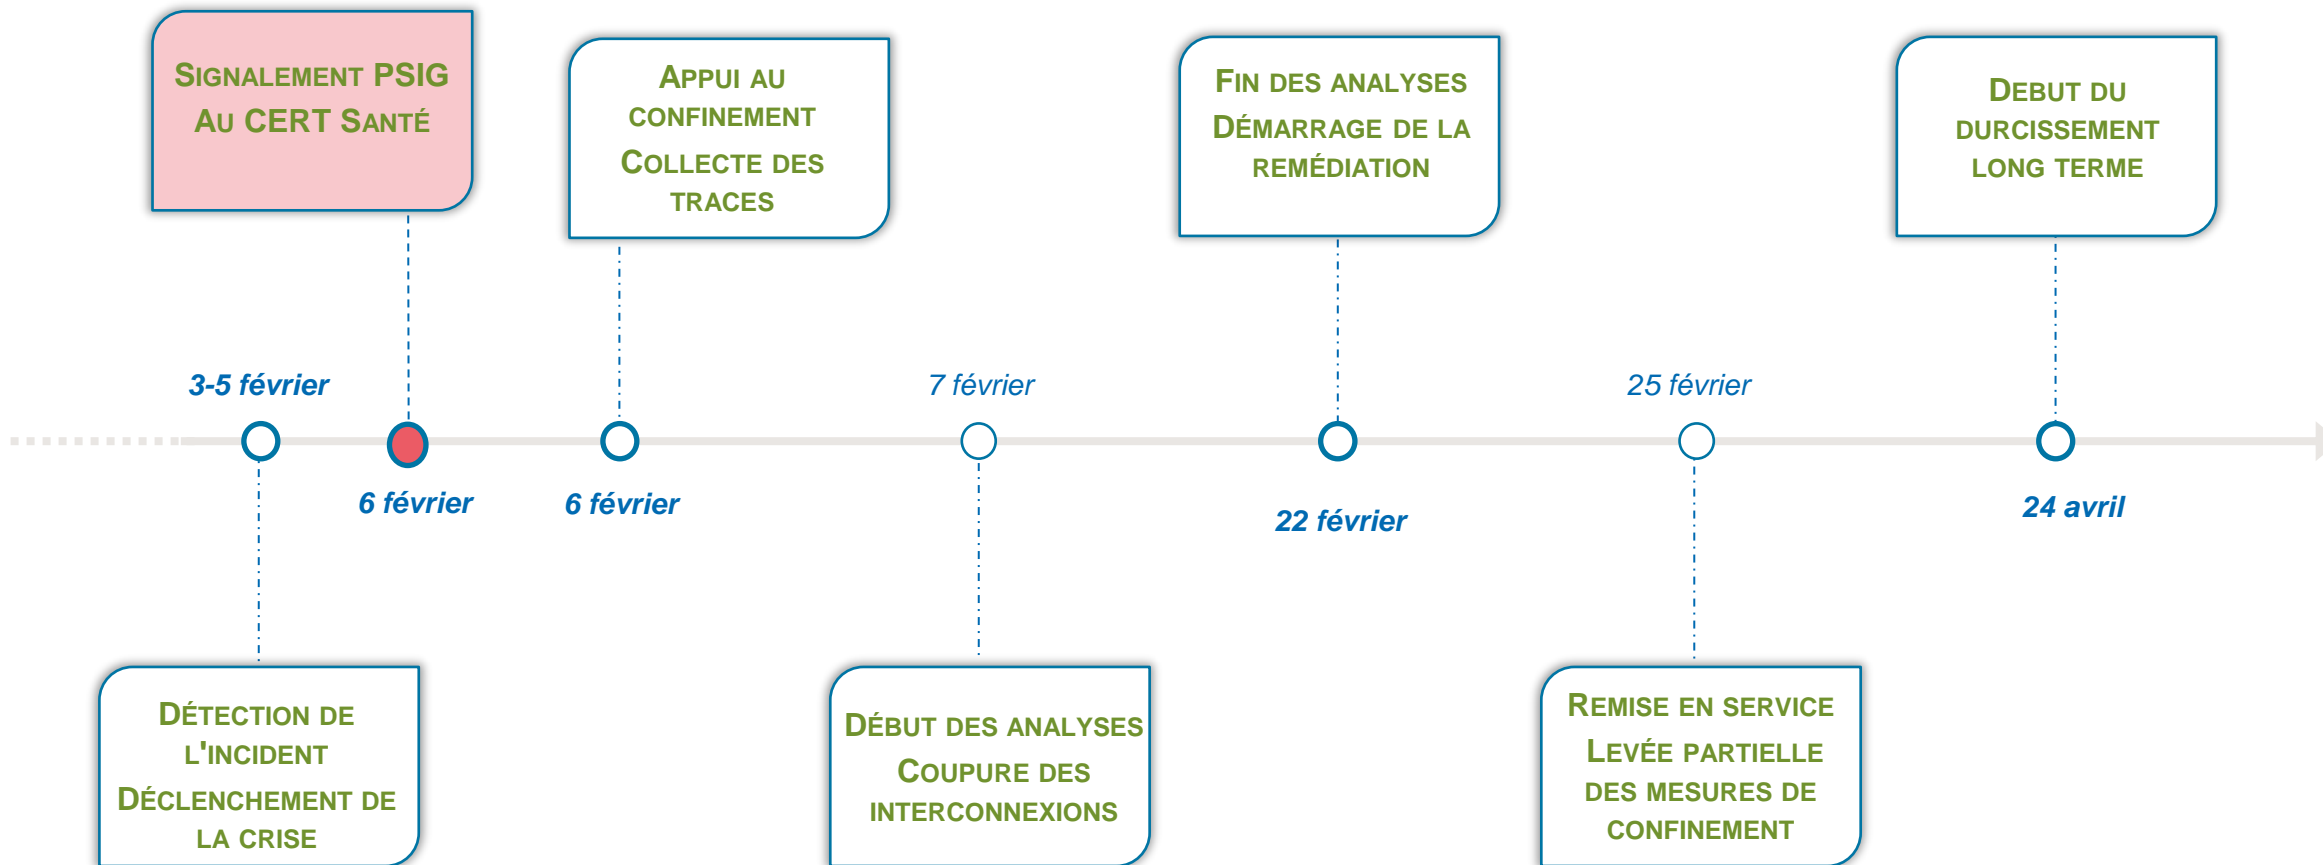 SIGNALEMENT PSIG
AU CERT SANTÉ
APPUI AU
CONFINEMENT
COLLECTE DES
TRACES
FIN DES ANALYSES
DÉMARRAGE DE LA
REMÉDIATION
DEBUT DU
DURCISSEMENT
LONG TERME
3-5 février
7 février
25 février
6 février
6 février
22 février
24 avril
DÉTECTION DE
L'INCIDENT
DÉCLENCHEMENT DE
LA CRISE
DÉBUT DES ANALYSES
COUPURE DES
INTERCONNEXIONS
REMISE EN SERVICE
LEVÉE PARTIELLE
DES MESURES DE
CONFINEMENT